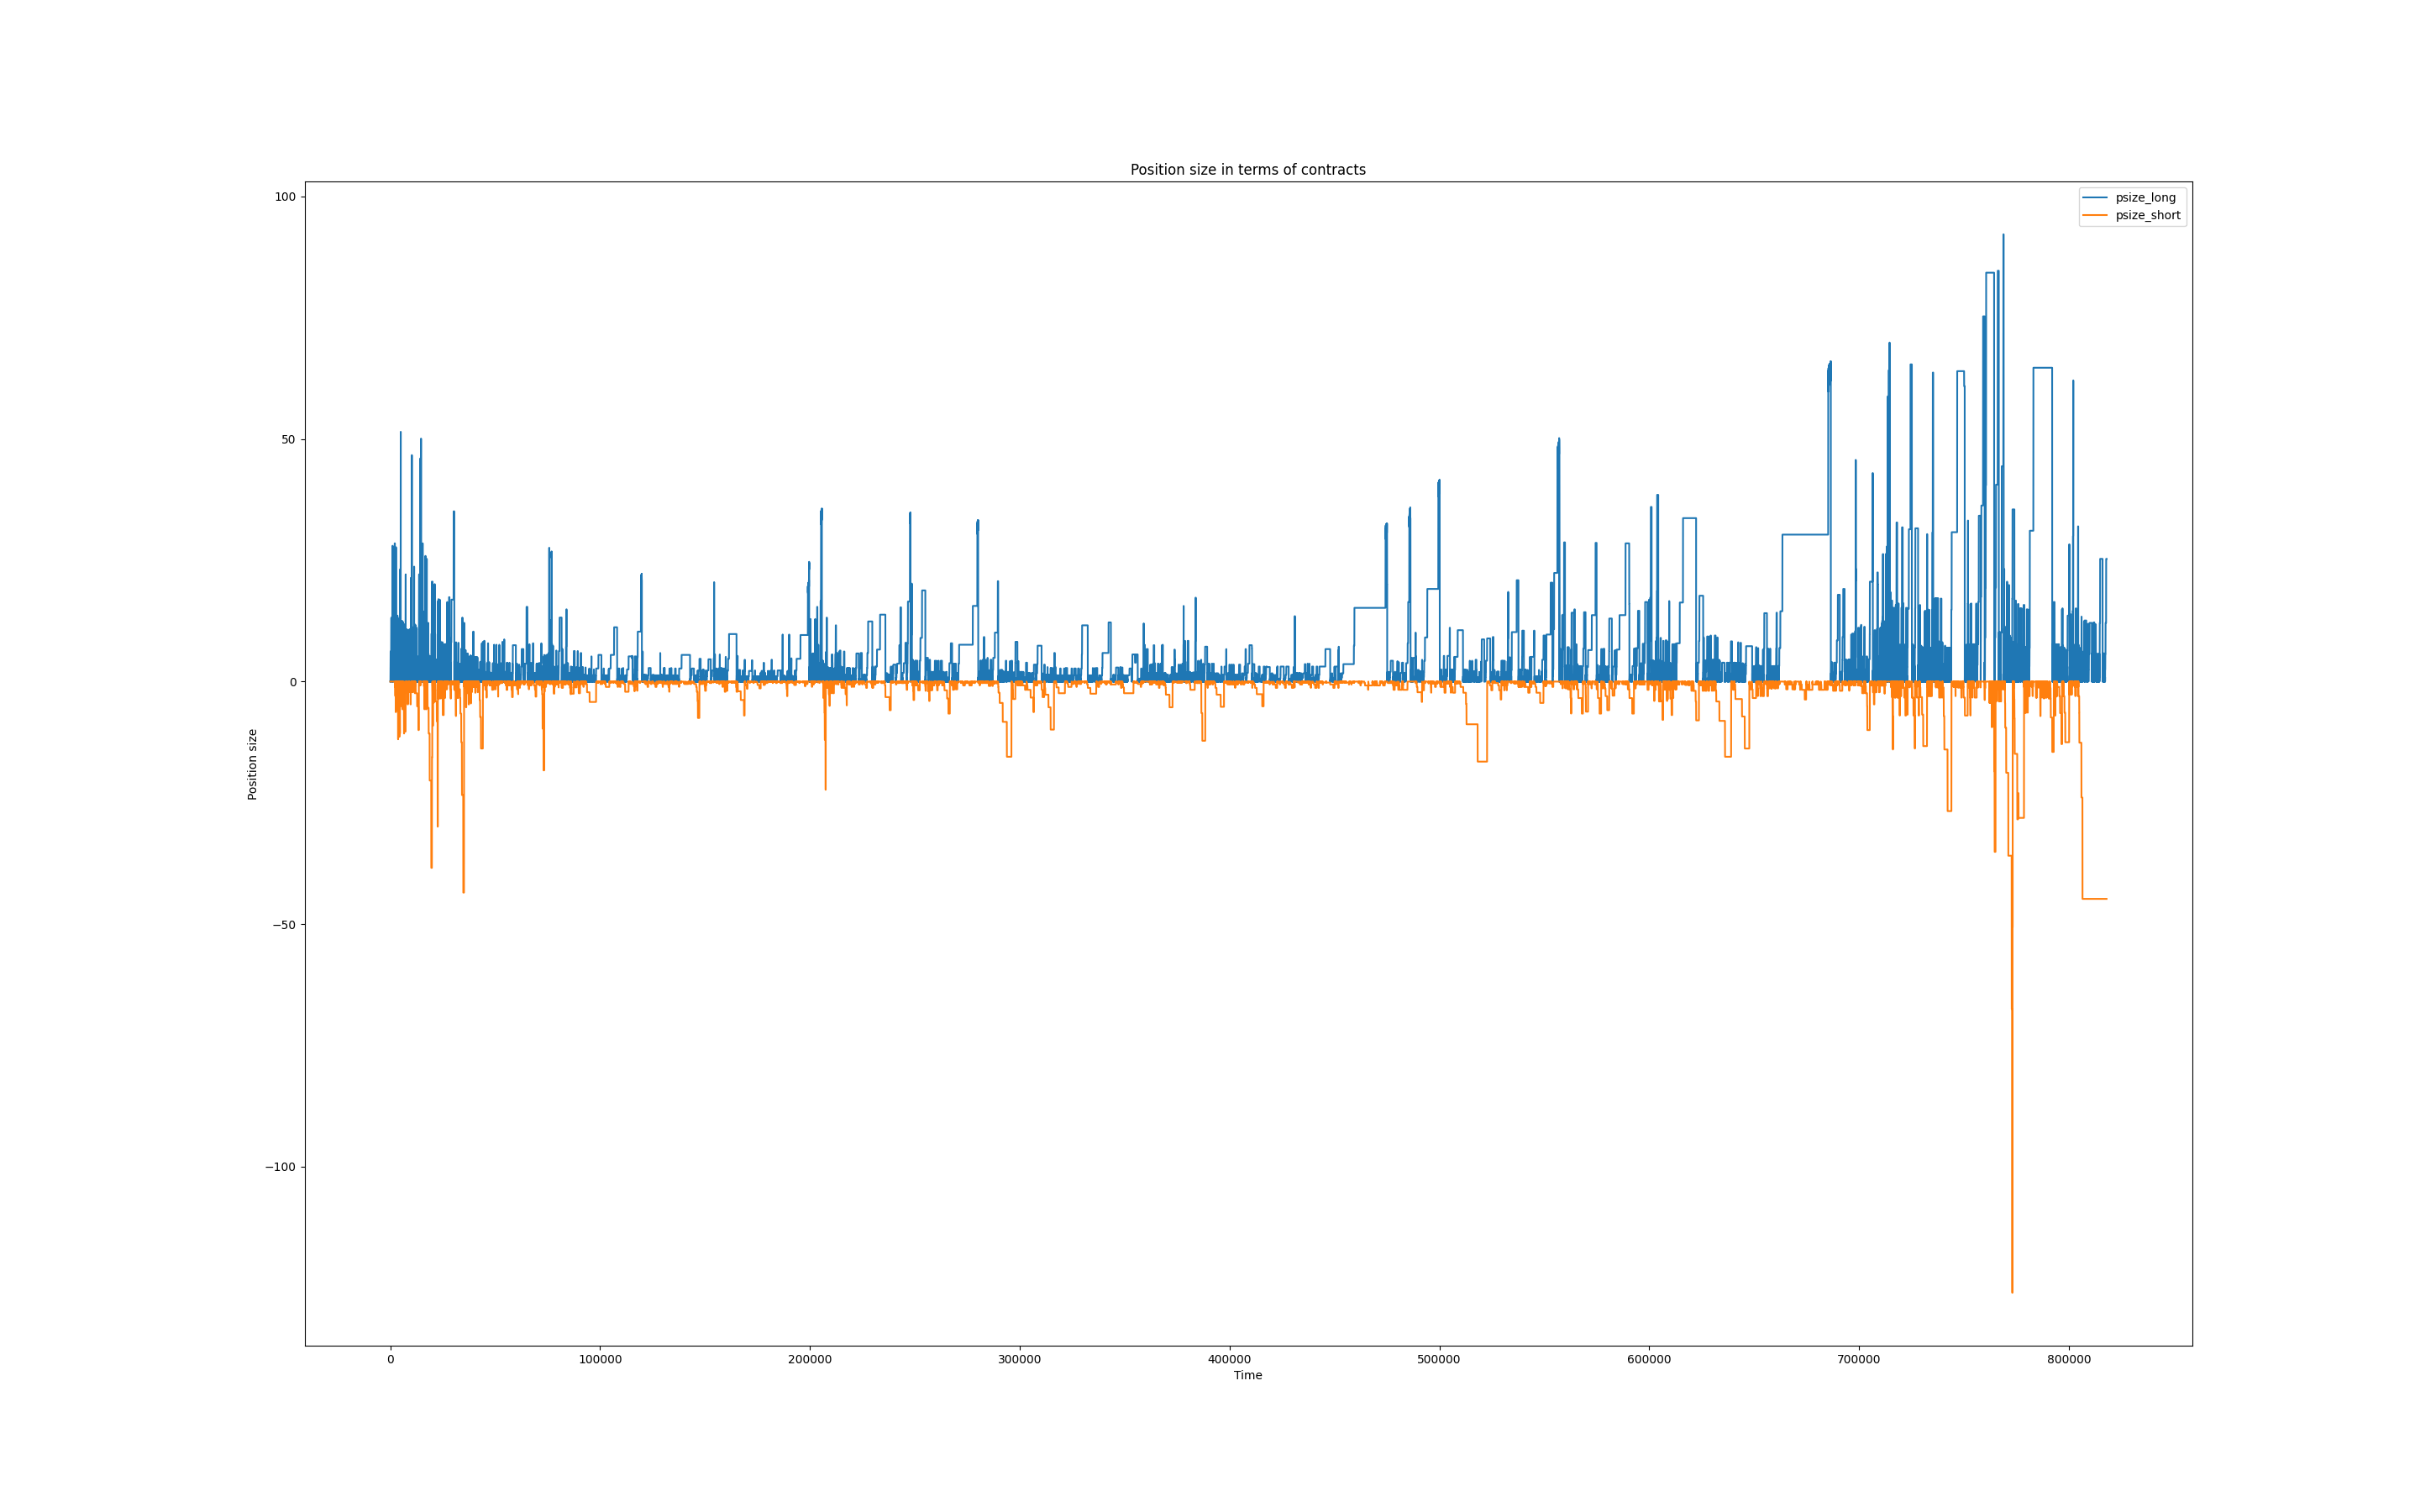 Position size in terms of contracts
psize_long
psize_short
100
50
0
−50
−100
Position size
0 100000 200000 300000 400000 500000 600000 700000 800000
Time